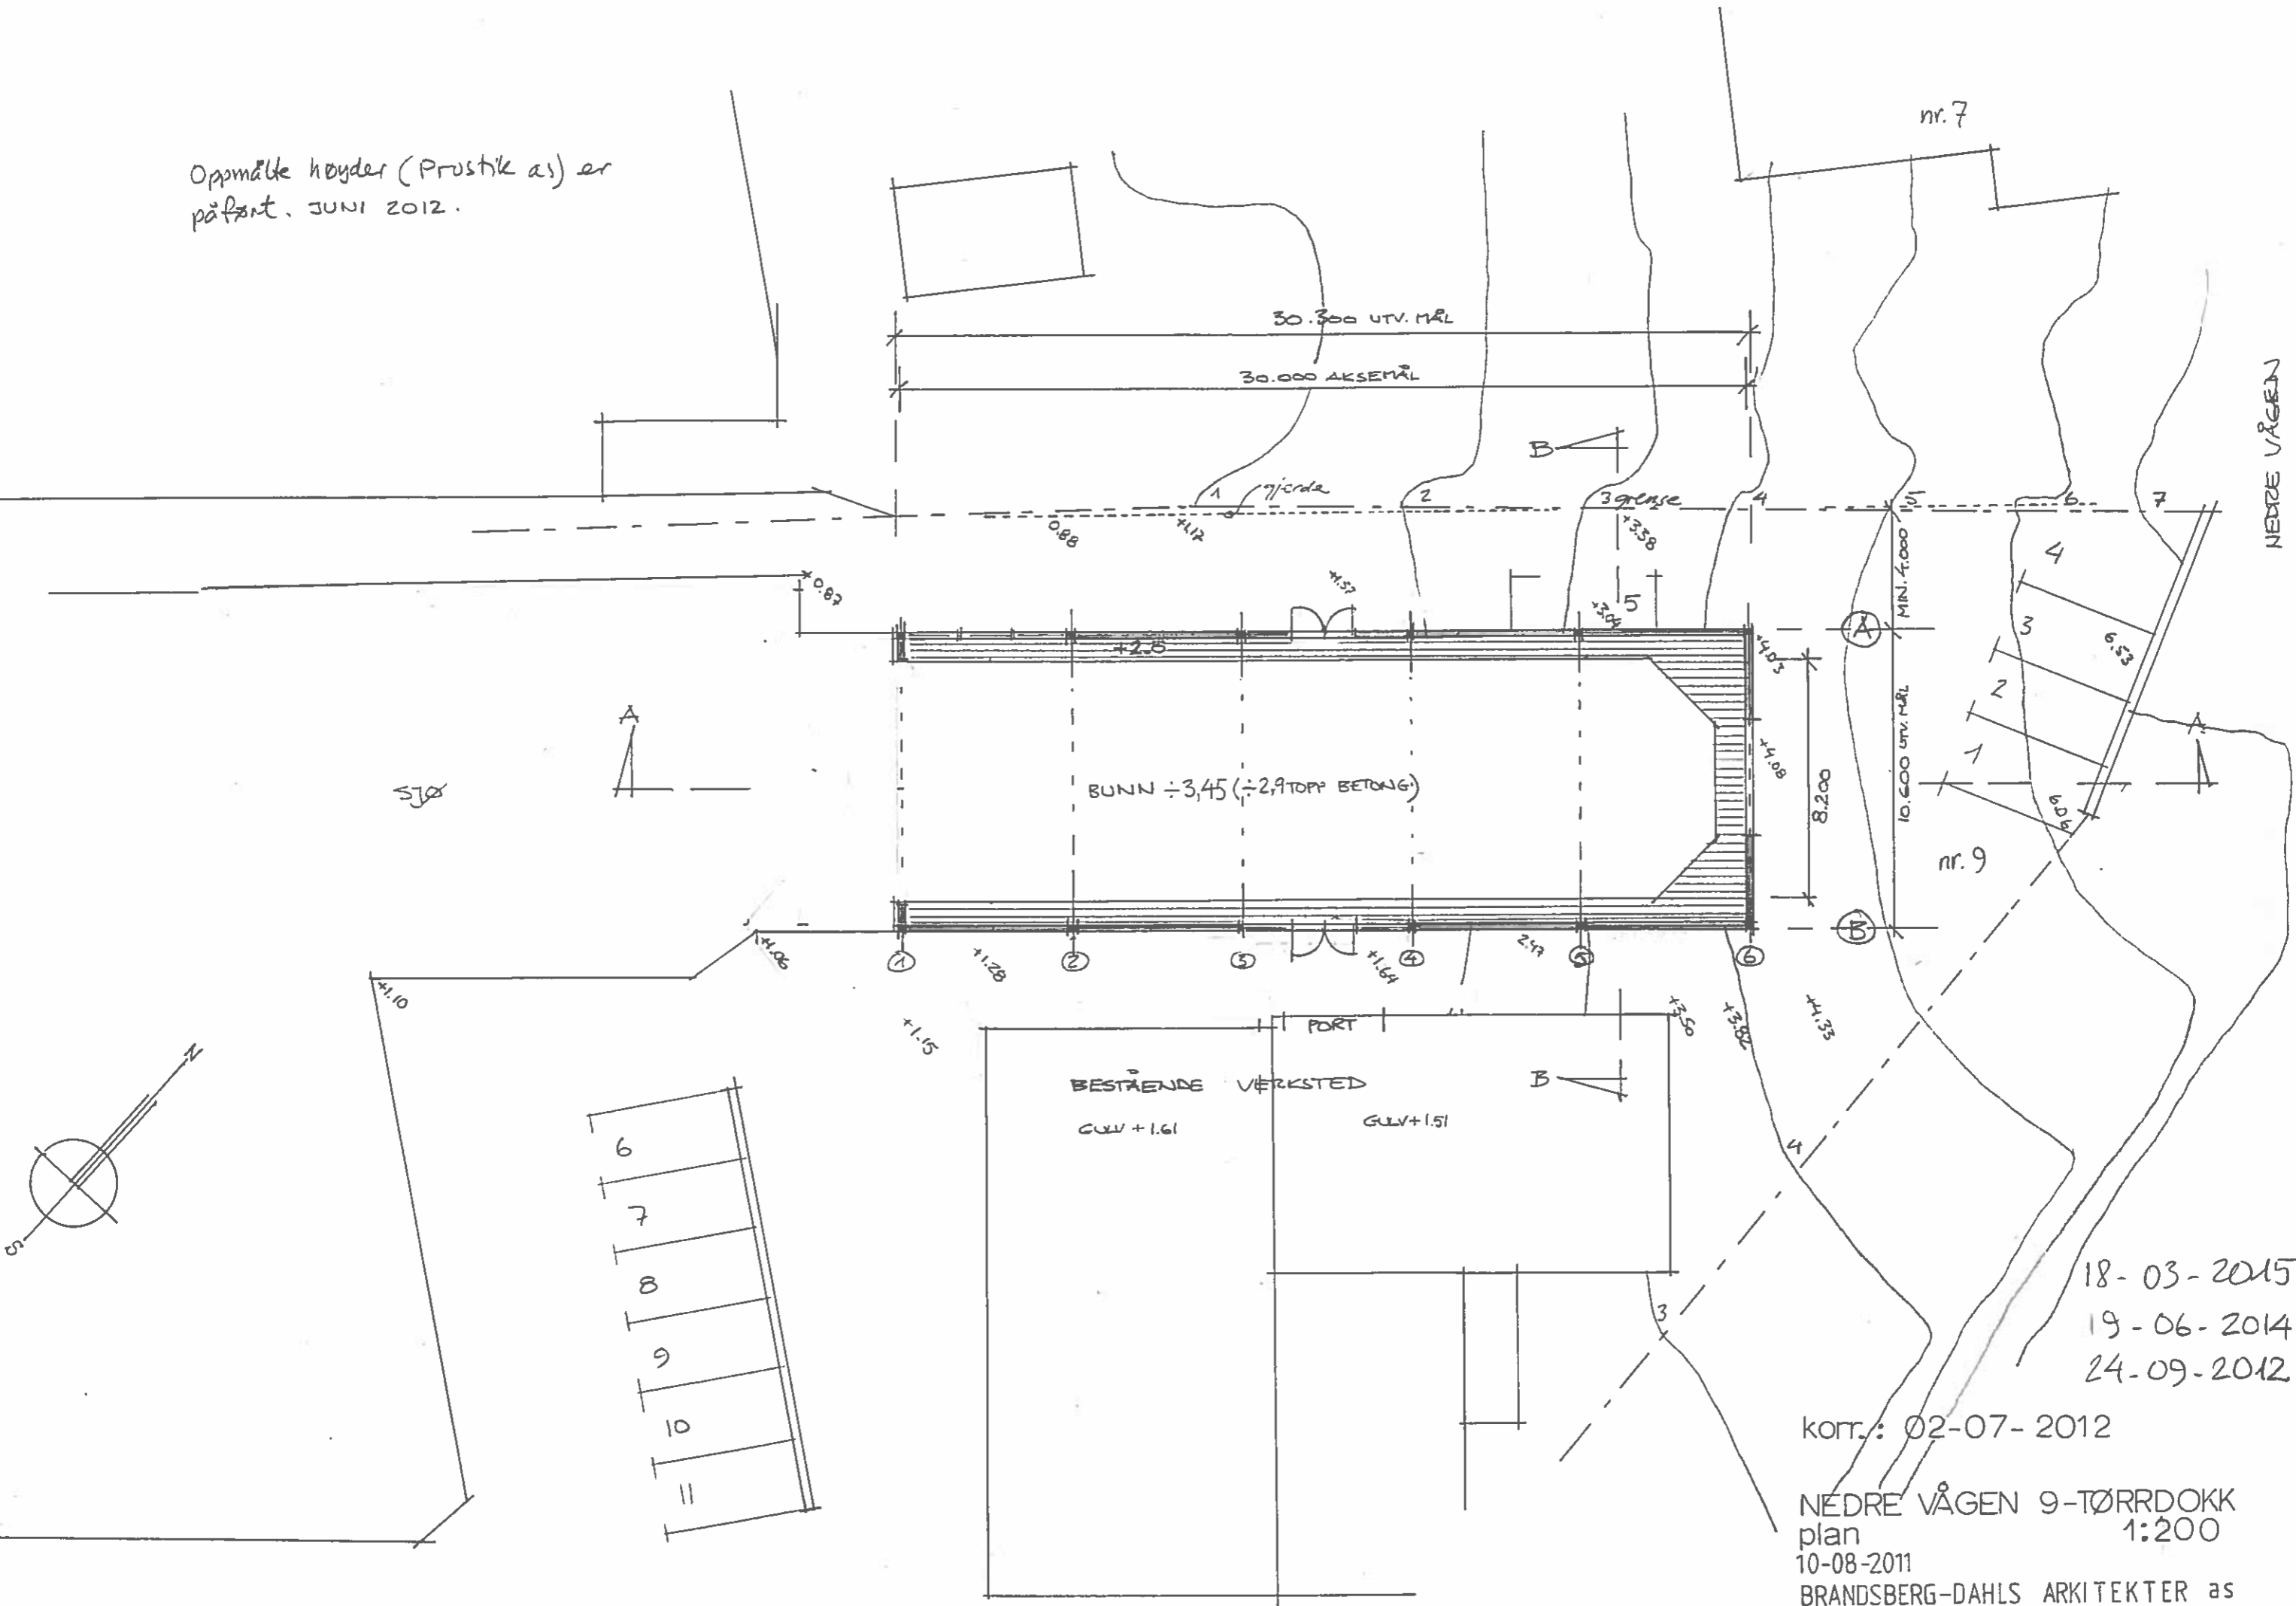 Oppmålte høyder (Prustik as) er
påført. JUNI 2012.
nr. 7
30.300 UTV. MÅL
30.000 AKSEMÅL
NEDRE VÅGEN
B
1
gjerde
2
3 grense
4
5
6
7
0.88
+1.17
+3.38
MIN. 4.000
4
0.87
+1.57
+3.04
5
A
3
6.53
+2.5
+4.03
2
A
A
1
+4.08
SJØ
BUNN ÷3,45 (÷2,9 TOPP BETONG)
8.200
10.600 UTV. MÅL
6.06
nr. 9
B
+1.06
1
+1.28
2
3
+1.64
4
2.47
5
6
+1.10
+1.15
PORT
+3.50
+3.82
+4.33
N
S
BESTÅENDE VERKSTED
B
GULV +1.61
GULV +1.51
4
6
7
8
9
10
11
3
18-03-2015
19-06-2014
24-09-2012
korr.: 02-07-2012
NEDRE VÅGEN 9-TØRRDOKK
plan 1:200
10-08-2011
BRANDSBERG-DAHLS ARKITEKTER as